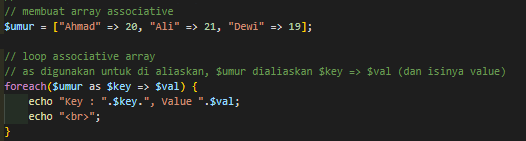 // membuat array associative
$umur = ["Ahmad" => 20, "Ali" => 21, "Dewi" => 19];
// loop associative array
// as digunakan untuk di aliaskan, $umur dialiaskan $key => $val (dan isinya value)
foreach($umur as $key => $val) {
    echo "Key : ".$key.", Value ".$val;
    echo "<br>";
}